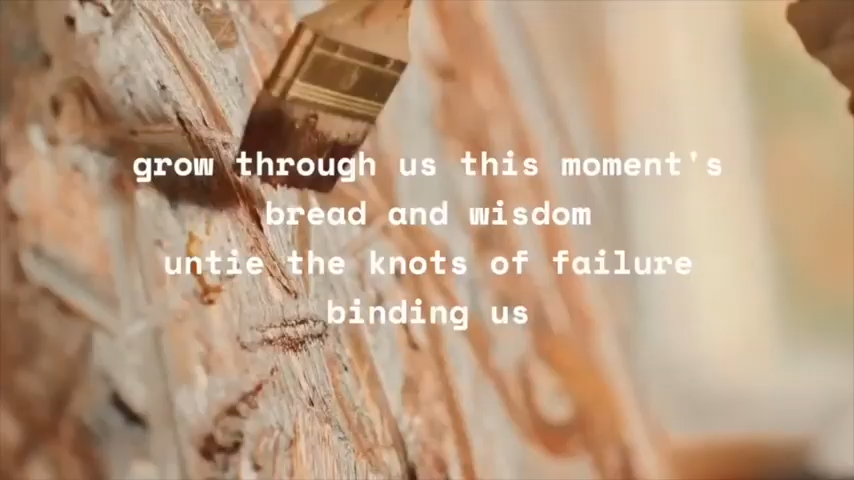 grow through us this moment's
bread and wisdom
untie the knots of failure
binding us